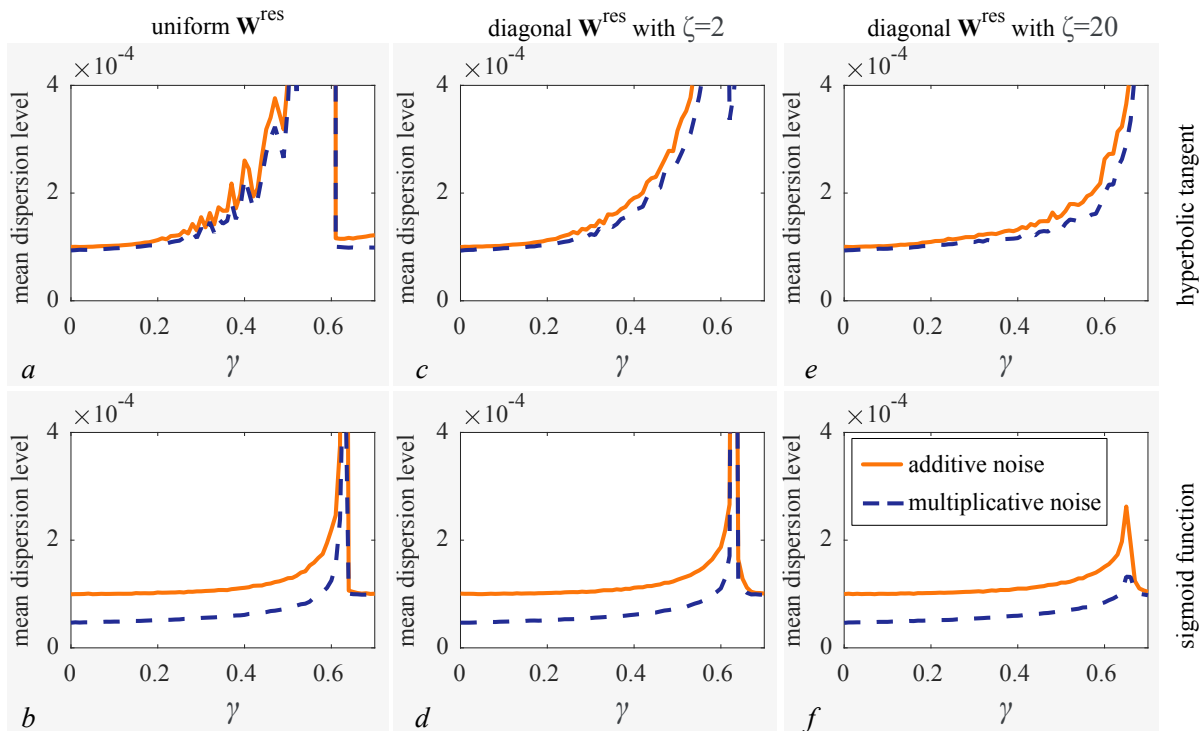 uniform W^res
diagonal W^res with ζ=2
diagonal W^res with ζ=20
×10^-4
mean dispersion level
4
2
0
0 0.2 0.4 0.6
γ
a
×10^-4
mean dispersion level
4
2
0
0 0.2 0.4 0.6
γ
c
×10^-4
mean dispersion level
4
2
0
0 0.2 0.4 0.6
γ
e
hyperbolic tangent
×10^-4
mean dispersion level
4
2
0
0 0.2 0.4 0.6
γ
b
×10^-4
mean dispersion level
4
2
0
0 0.2 0.4 0.6
γ
d
×10^-4
mean dispersion level
4
2
0
additive noise
multiplicative noise
0 0.2 0.4 0.6
γ
f
sigmoid function